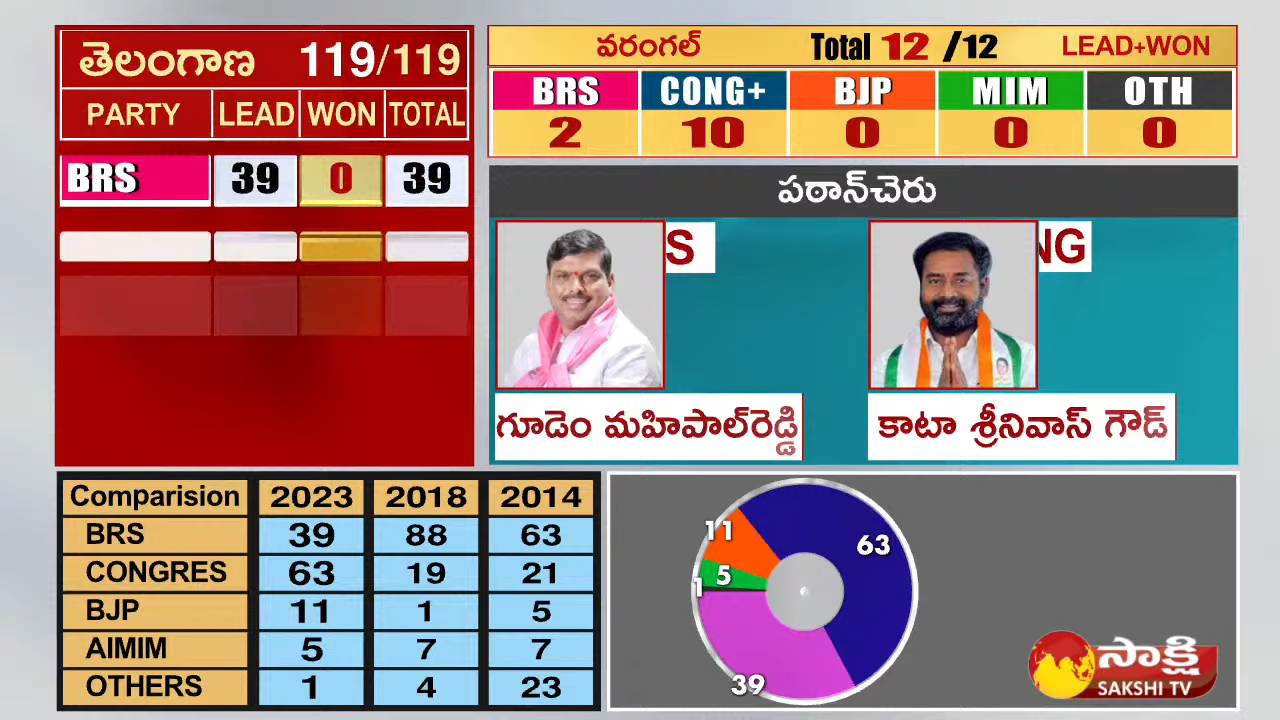 తెలంగాణ 119/119
PARTY LEAD WON TOTAL
BRS 39 0 39
వరంగల్ Total 12 /12 LEAD+WON
BRS CONG+ BJP MIM OTH
2 10 0 0 0
పఠాన్‌చెరు
S NG
గూడెం మహిపాల్‌రెడ్డి కాటా శ్రీనివాస్ గౌడ్
Comparision 2023 2018 2014
BRS 39 88 63
CONGRES 63 19 21
BJP 11 1 5
AIMIM 5 7 7
OTHERS 1 4 23
11 63
5
1
39
సాక్షి
SAKSHI TV